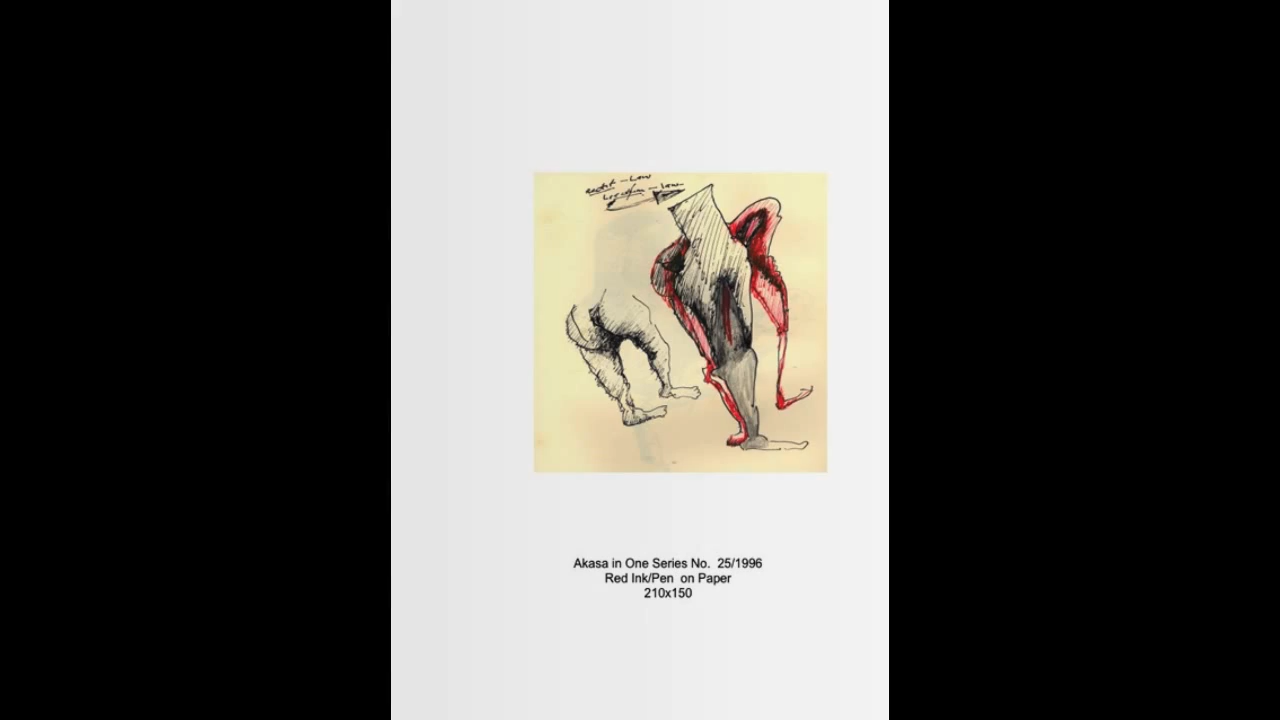 Akasa in One Series No.  25/1996
Red Ink/Pen  on Paper
210x150